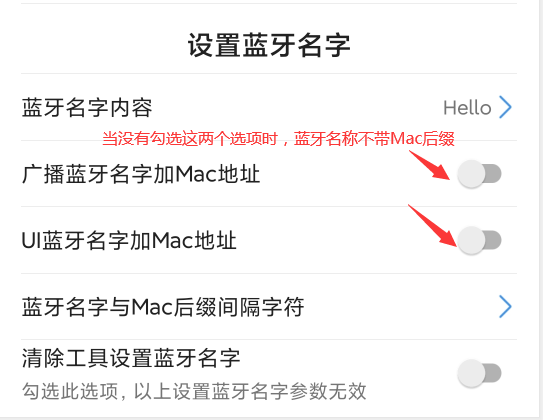 设置蓝牙名字
蓝牙名字内容 Hello
当没有勾选这两个选项时，蓝牙名称不带Mac后缀
广播蓝牙名字加Mac地址
UI蓝牙名字加Mac地址
蓝牙名字与Mac后缀间隔字符
清除工具设置蓝牙名字
勾选此选项, 以上设置蓝牙名字参数无效